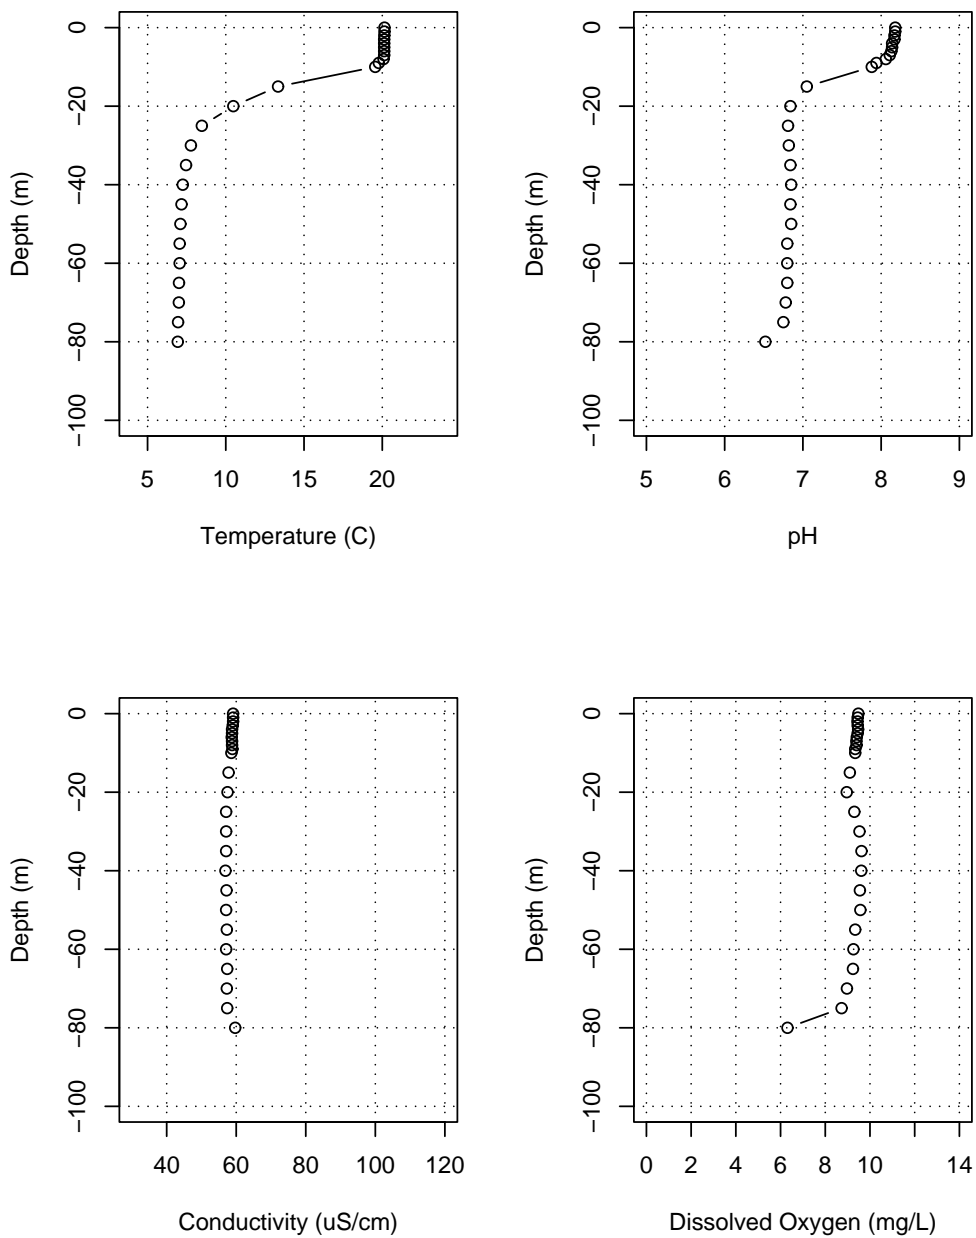 0
−20
−40
−60
−80
−100
Depth (m)
5 10 15 20
Temperature (C)
0
−20
−40
−60
−80
−100
Depth (m)
5 6 7 8 9
pH
0
−20
−40
−60
−80
−100
Depth (m)
40 60 80 100 120
Conductivity (uS/cm)
0
−20
−40
−60
−80
−100
Depth (m)
0 2 4 6 8 10 14
Dissolved Oxygen (mg/L)